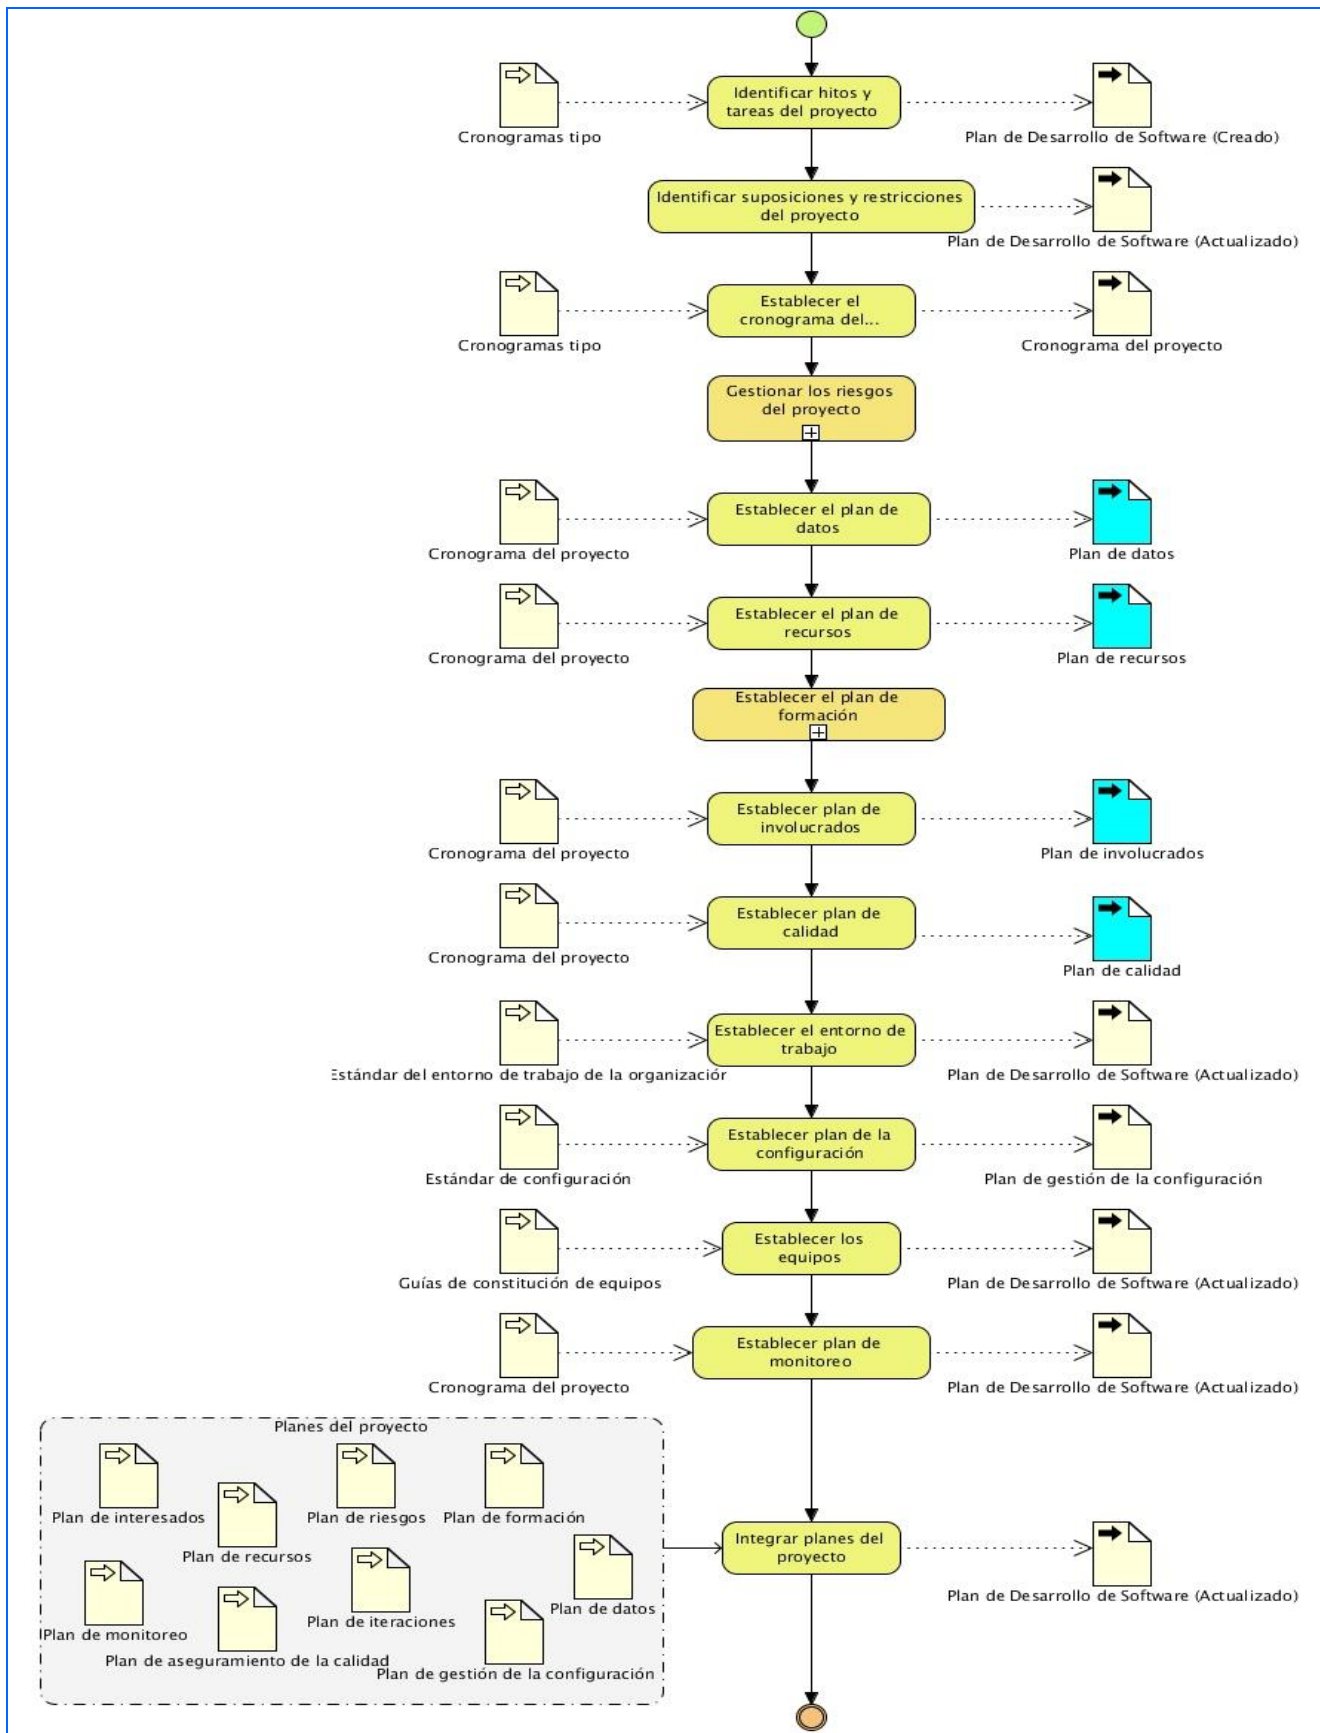 Identificar hitos y
tareas del proyecto
Cronogramas tipo
Plan de Desarrollo de Software (Creado)
Identificar suposiciones y restricciones
del proyecto
Plan de Desarrollo de Software (Actualizado)
Establecer el
cronograma del...
Cronogramas tipo
Cronograma del proyecto
Gestionar los riesgos
del proyecto
Establecer el plan de
datos
Cronograma del proyecto
Plan de datos
Establecer el plan de
recursos
Cronograma del proyecto
Plan de recursos
Establecer el plan de
formación
Establecer plan de
involucrados
Cronograma del proyecto
Plan de involucrados
Establecer plan de
calidad
Cronograma del proyecto
Plan de calidad
Establecer el entorno de
trabajo
Estándar del entorno de trabajo de la organización
Plan de Desarrollo de Software (Actualizado)
Establecer plan de la
configuración
Estándar de configuración
Plan de gestión de la configuración
Establecer los
equipos
Guías de constitución de equipos
Plan de Desarrollo de Software (Actualizado)
Establecer plan de
monitoreo
Cronograma del proyecto
Plan de Desarrollo de Software (Actualizado)
Planes del proyecto
Plan de interesados
Plan de riesgos
Plan de formación
Plan de recursos
Integrar planes del
proyecto
Plan de Desarrollo de Software (Actualizado)
Plan de datos
Plan de iteraciones
Plan de monitoreo
Plan de aseguramiento de la calidad
Plan de gestión de la configuración